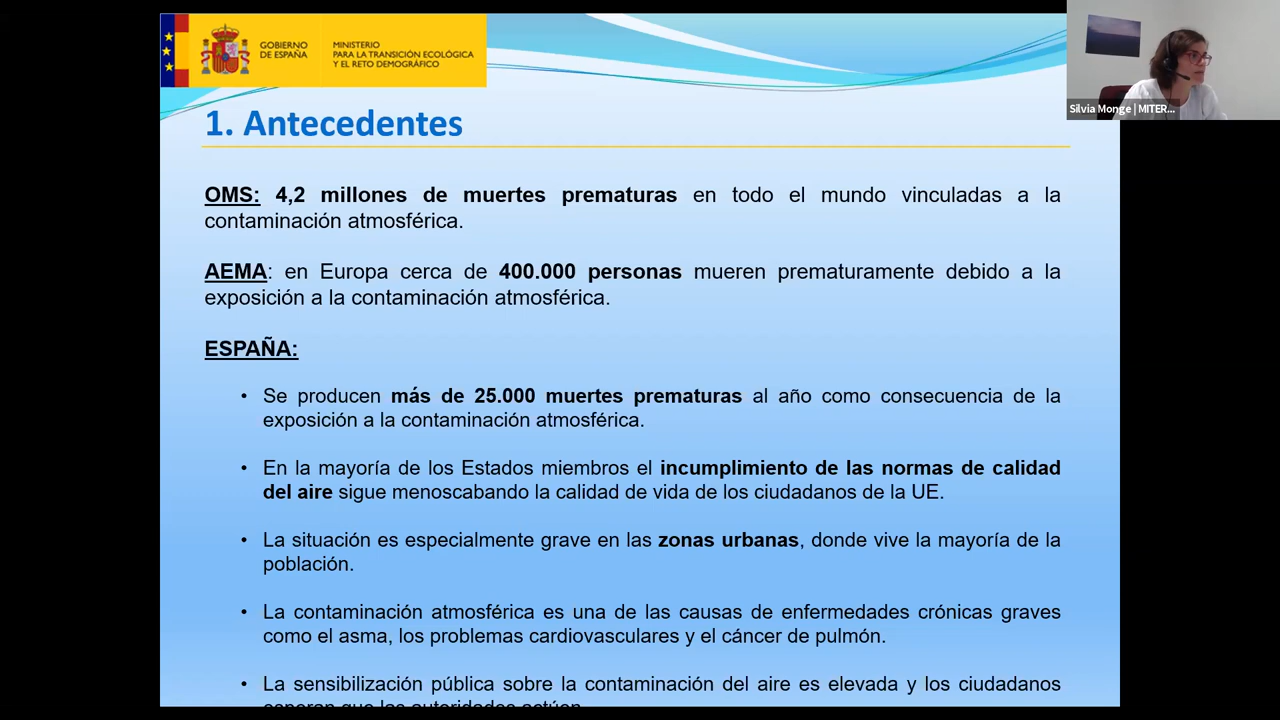 GOBIERNO
DE ESPAÑA
MINISTERIO
PARA LA TRANSICIÓN ECOLÓGICA
Y EL RETO DEMOGRÁFICO
Silvia Monge | MITER...
1. Antecedentes
OMS: 4,2 millones de muertes prematuras en todo el mundo vinculadas a la
contaminación atmosférica.
AEMA: en Europa cerca de 400.000 personas mueren prematuramente debido a la
exposición a la contaminación atmosférica.
ESPAÑA:
• Se producen más de 25.000 muertes prematuras al año como consecuencia de la
exposición a la contaminación atmosférica.
• En la mayoría de los Estados miembros el incumplimiento de las normas de calidad
del aire sigue menoscabando la calidad de vida de los ciudadanos de la UE.
• La situación es especialmente grave en las zonas urbanas, donde vive la mayoría de la
población.
• La contaminación atmosférica es una de las causas de enfermedades crónicas graves
como el asma, los problemas cardiovasculares y el cáncer de pulmón.
• La sensibilización pública sobre la contaminación del aire es elevada y los ciudadanos
esperan que las autoridades actúen.